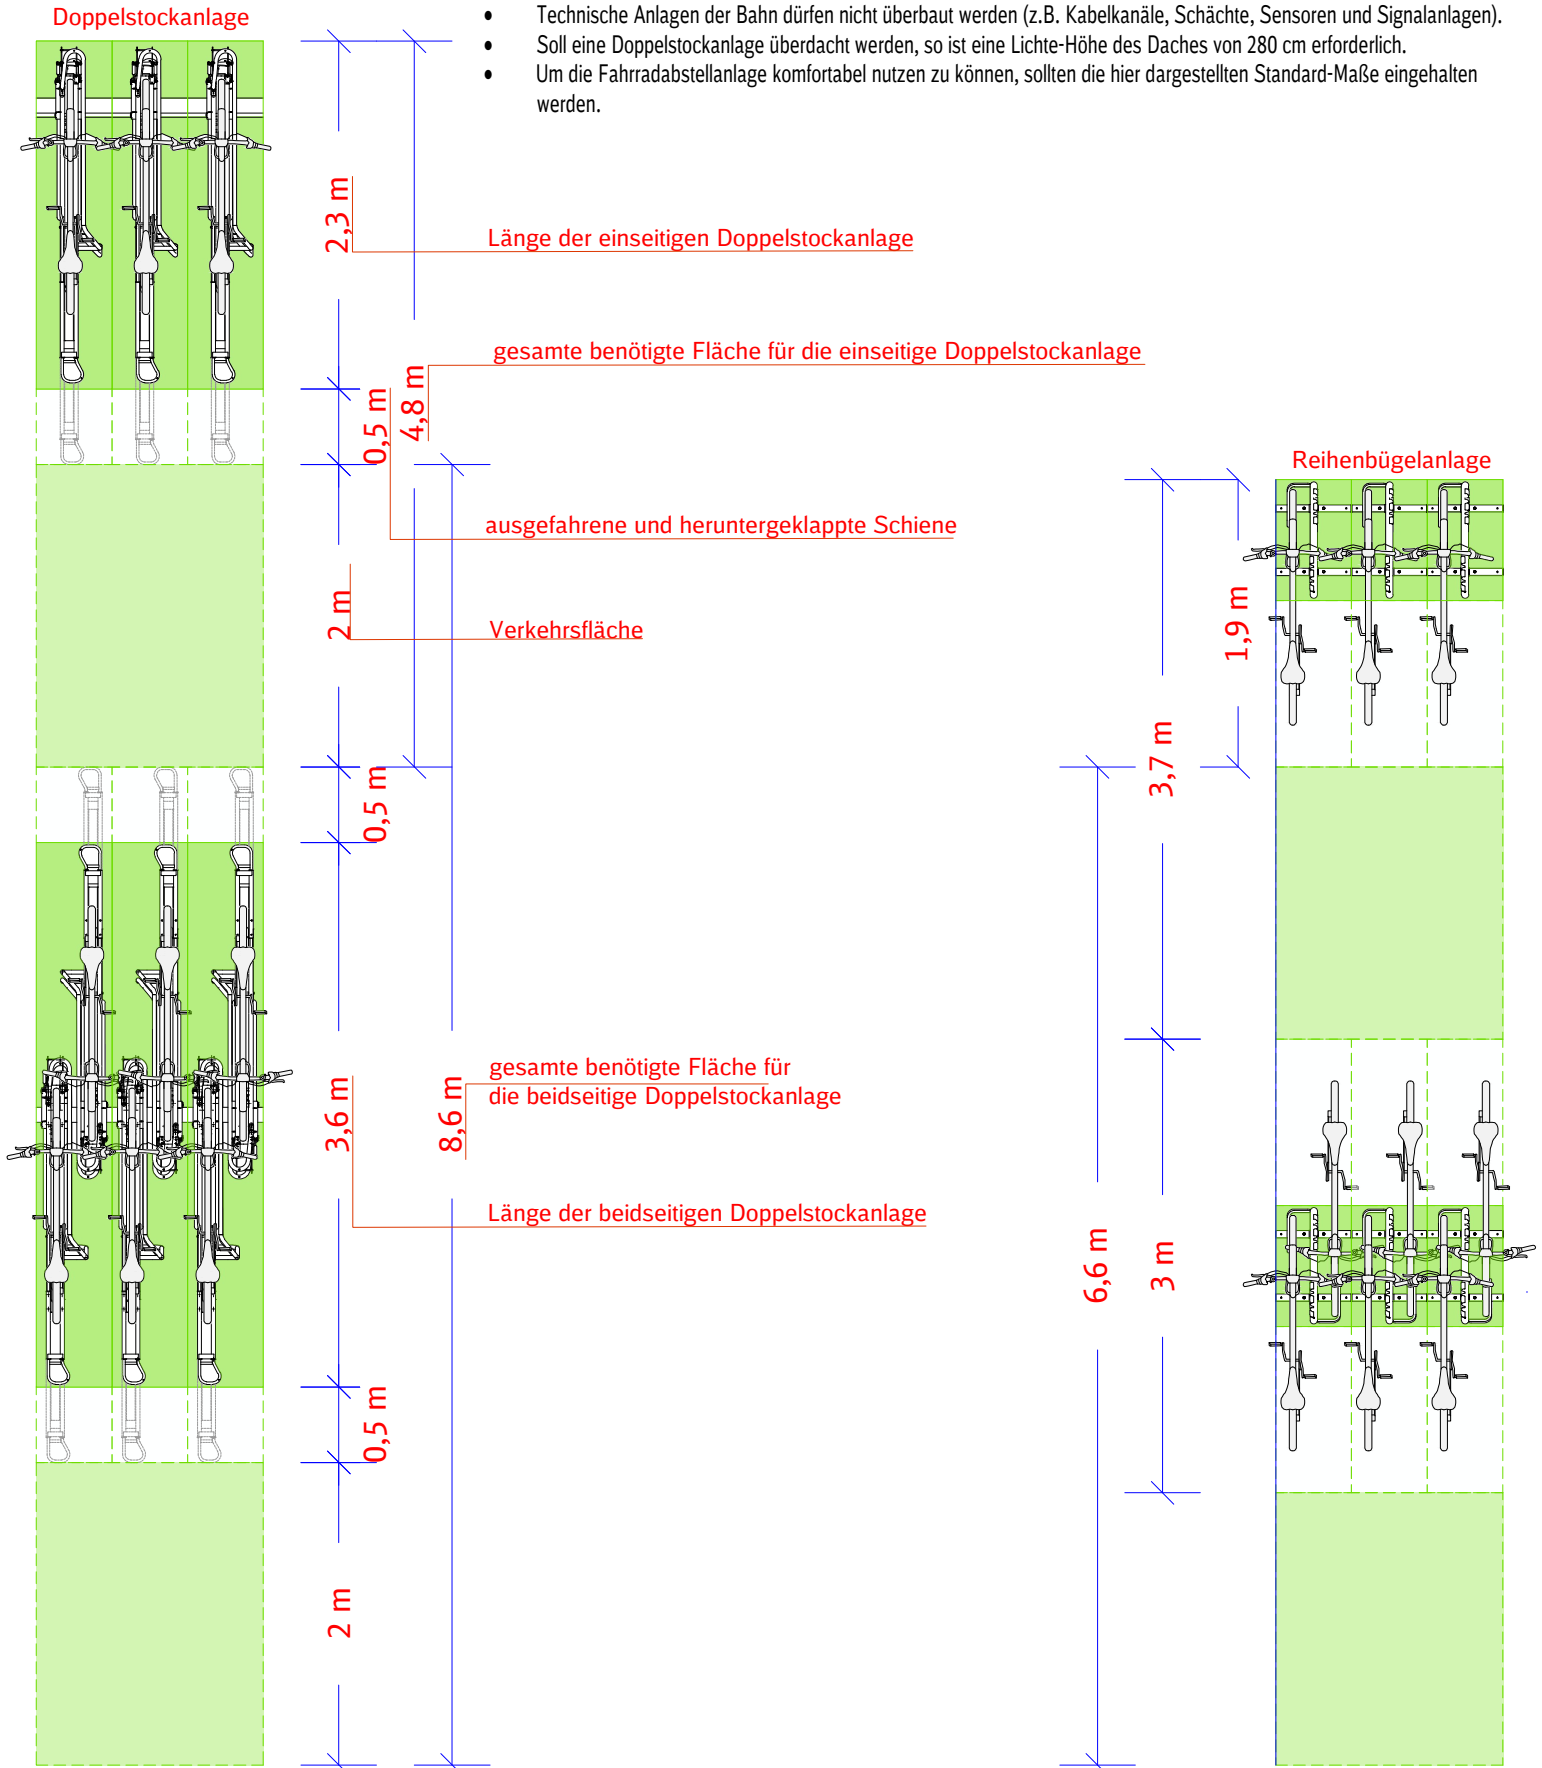 Doppelstockanlage
• Technische Anlagen der Bahn dürfen nicht überbaut werden (z.B. Kabelkanäle, Schächte, Sensoren und Signalanlagen).
• Soll eine Doppelstockanlage überdacht werden, so ist eine Lichte-Höhe des Daches von 280 cm erforderlich.
• Um die Fahrradabstellanlage komfortabel nutzen zu können, sollten die hier dargestellten Standard-Maße eingehalten
werden.
2,3 m
Länge der einseitigen Doppelstockanlage
gesamte benötigte Fläche für die einseitige Doppelstockanlage
4,8 m
0,5 m
ausgefahrene und heruntergeklappte Schiene
2 m
Verkehrsfläche
0,5 m
3,6 m
8,6 m
gesamte benötigte Fläche für
die beidseitige Doppelstockanlage
Länge der beidseitigen Doppelstockanlage
0,5 m
2 m
Reihenbügelanlage
1,9 m
3,7 m
6,6 m
3 m